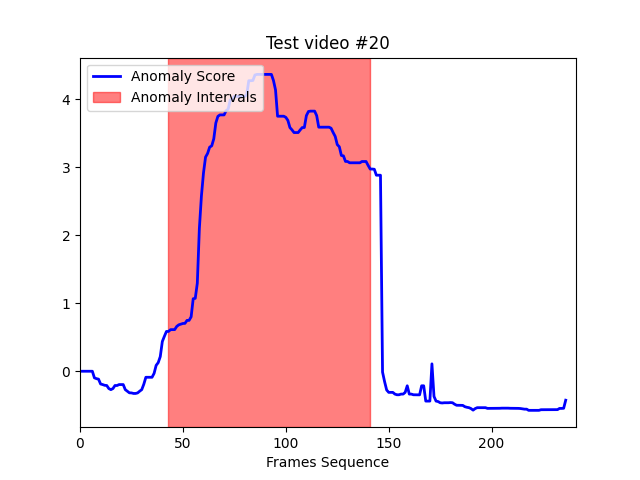 Test video #20
Anomaly Score
Anomaly Intervals
4
3
2
1
0
0 50 100 150 200
Frames Sequence